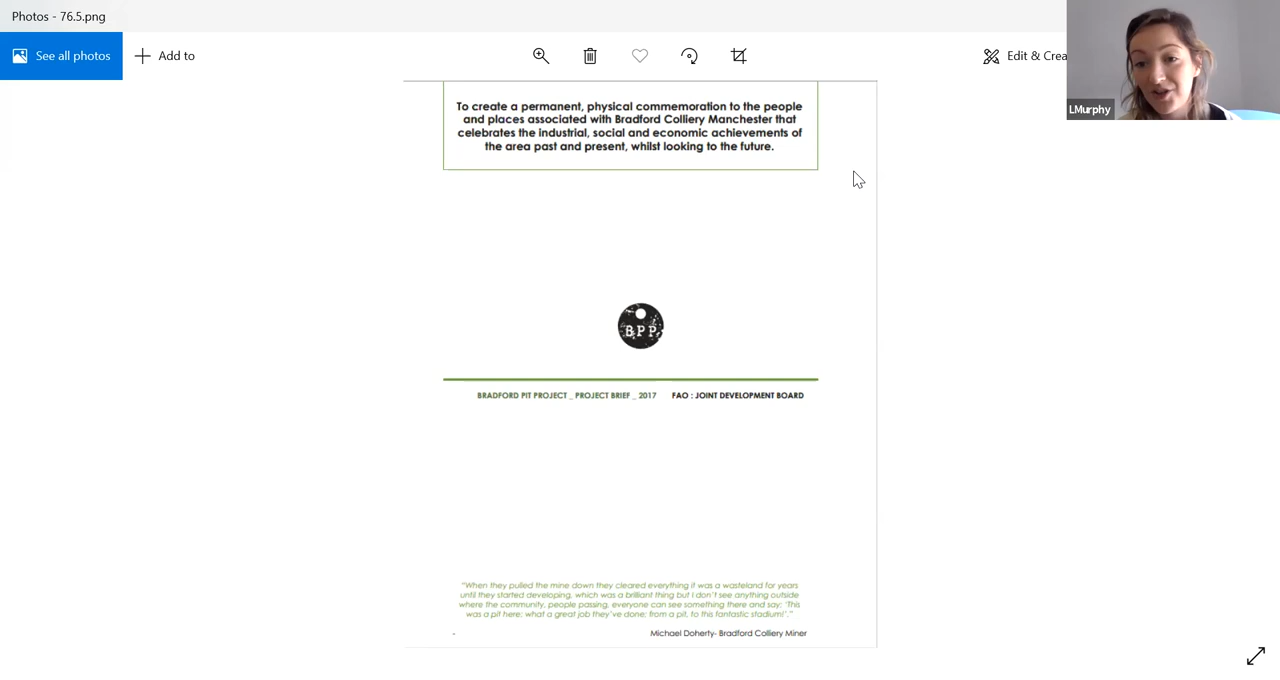 Photos - 76.5.png
See all photos
Add to
Edit & Crea
LMurphy
To create a permanent, physical commemoration to the people
and places associated with Bradford Colliery Manchester that
celebrates the industrial, social and economic achievements of
the area past and present, whilst looking to the future.
BPP
BRADFORD PIT PROJECT _ PROJECT BRIEF _ 2017 FAO : JOINT DEVELOPMENT BOARD
"When they pulled the mine down they cleared everything it was a wasteland for years
until they started developing, which was a brilliant thing but I don't see anything outside
where the community, people passing, everyone can see something there and say; 'This
was a pit here; what a great job they've done; from a pit, to this fantastic stadium!'."
- Michael Doherty- Bradford Colliery Miner